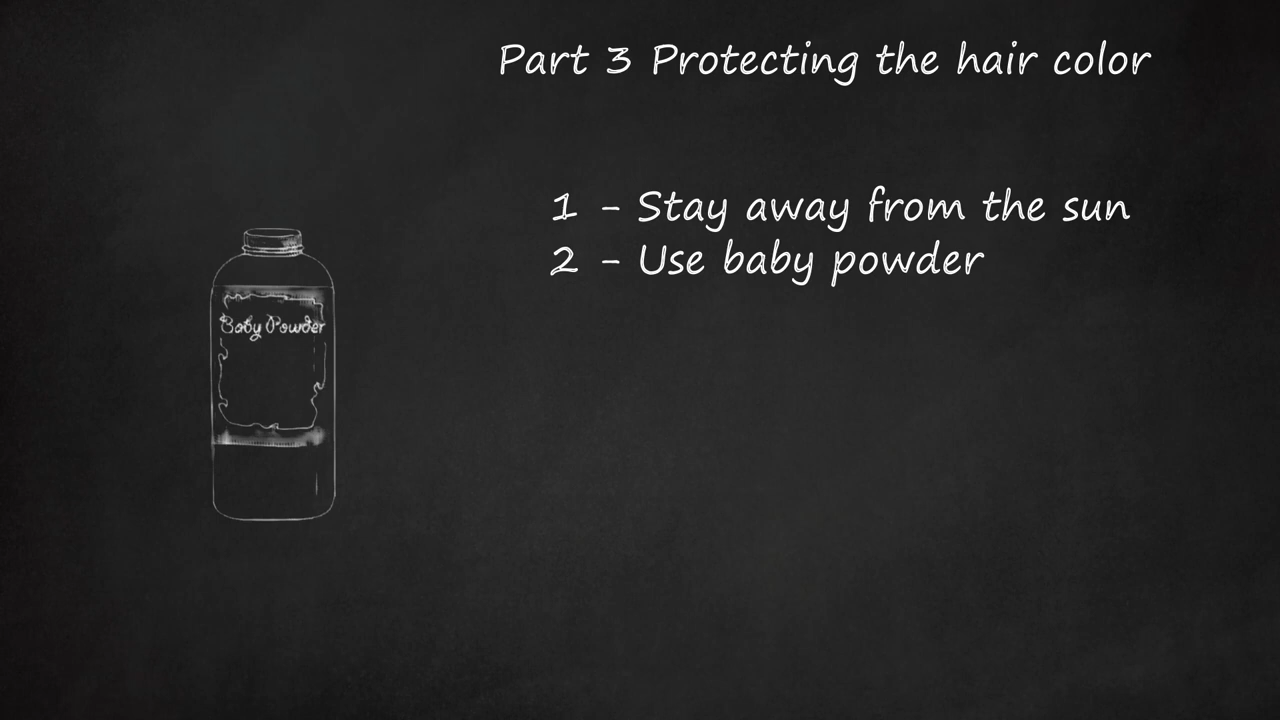 Part 3 Protecting the hair color
1 - Stay away from the sun
2 - Use baby powder
Baby Powder